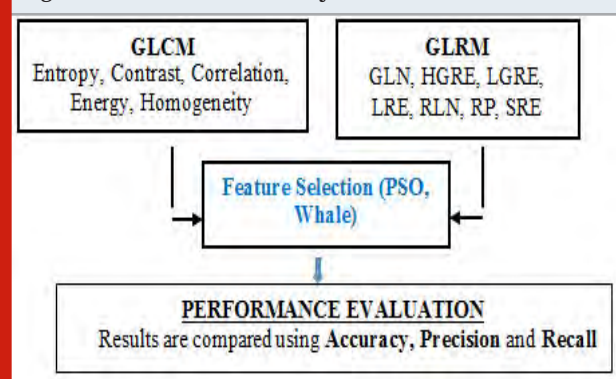 GLCM
Entropy, Contrast, Correlation,
Energy, Homogeneity
GLRM
GLN, HGRE, LGRE,
LRE, RLN, RP, SRE
Feature Selection (PSO,
Whale)
PERFORMANCE EVALUATION
Results are compared using Accuracy, Precision and Recall